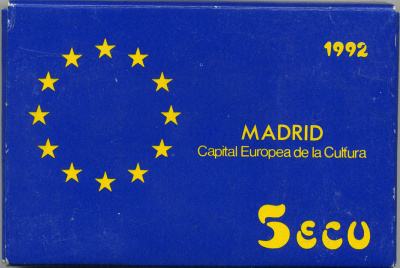 1992
MADRID
Capital Europea de la Cultura
5 ECU